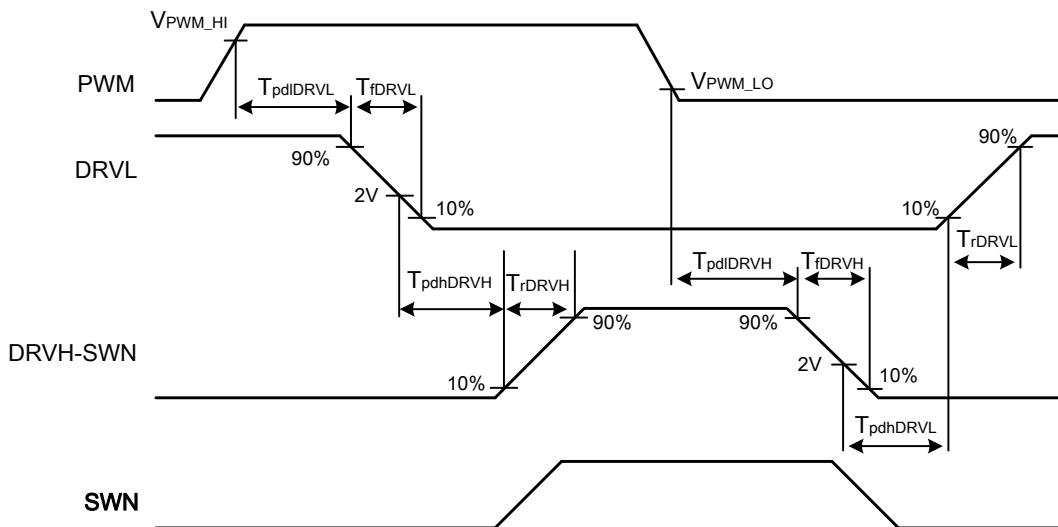 VPWM_HI
PWM
TpdlDRVL
TfDRVL
VPWM_LO
DRVL
90%
90%
2V
10%
10%
TrDRVL
TpdhDRVH
TrDRVH
TpdlDRVH
TfDRVH
DRVH-SWN
90%
90%
2V
10%
10%
TpdhDRVL
SWN